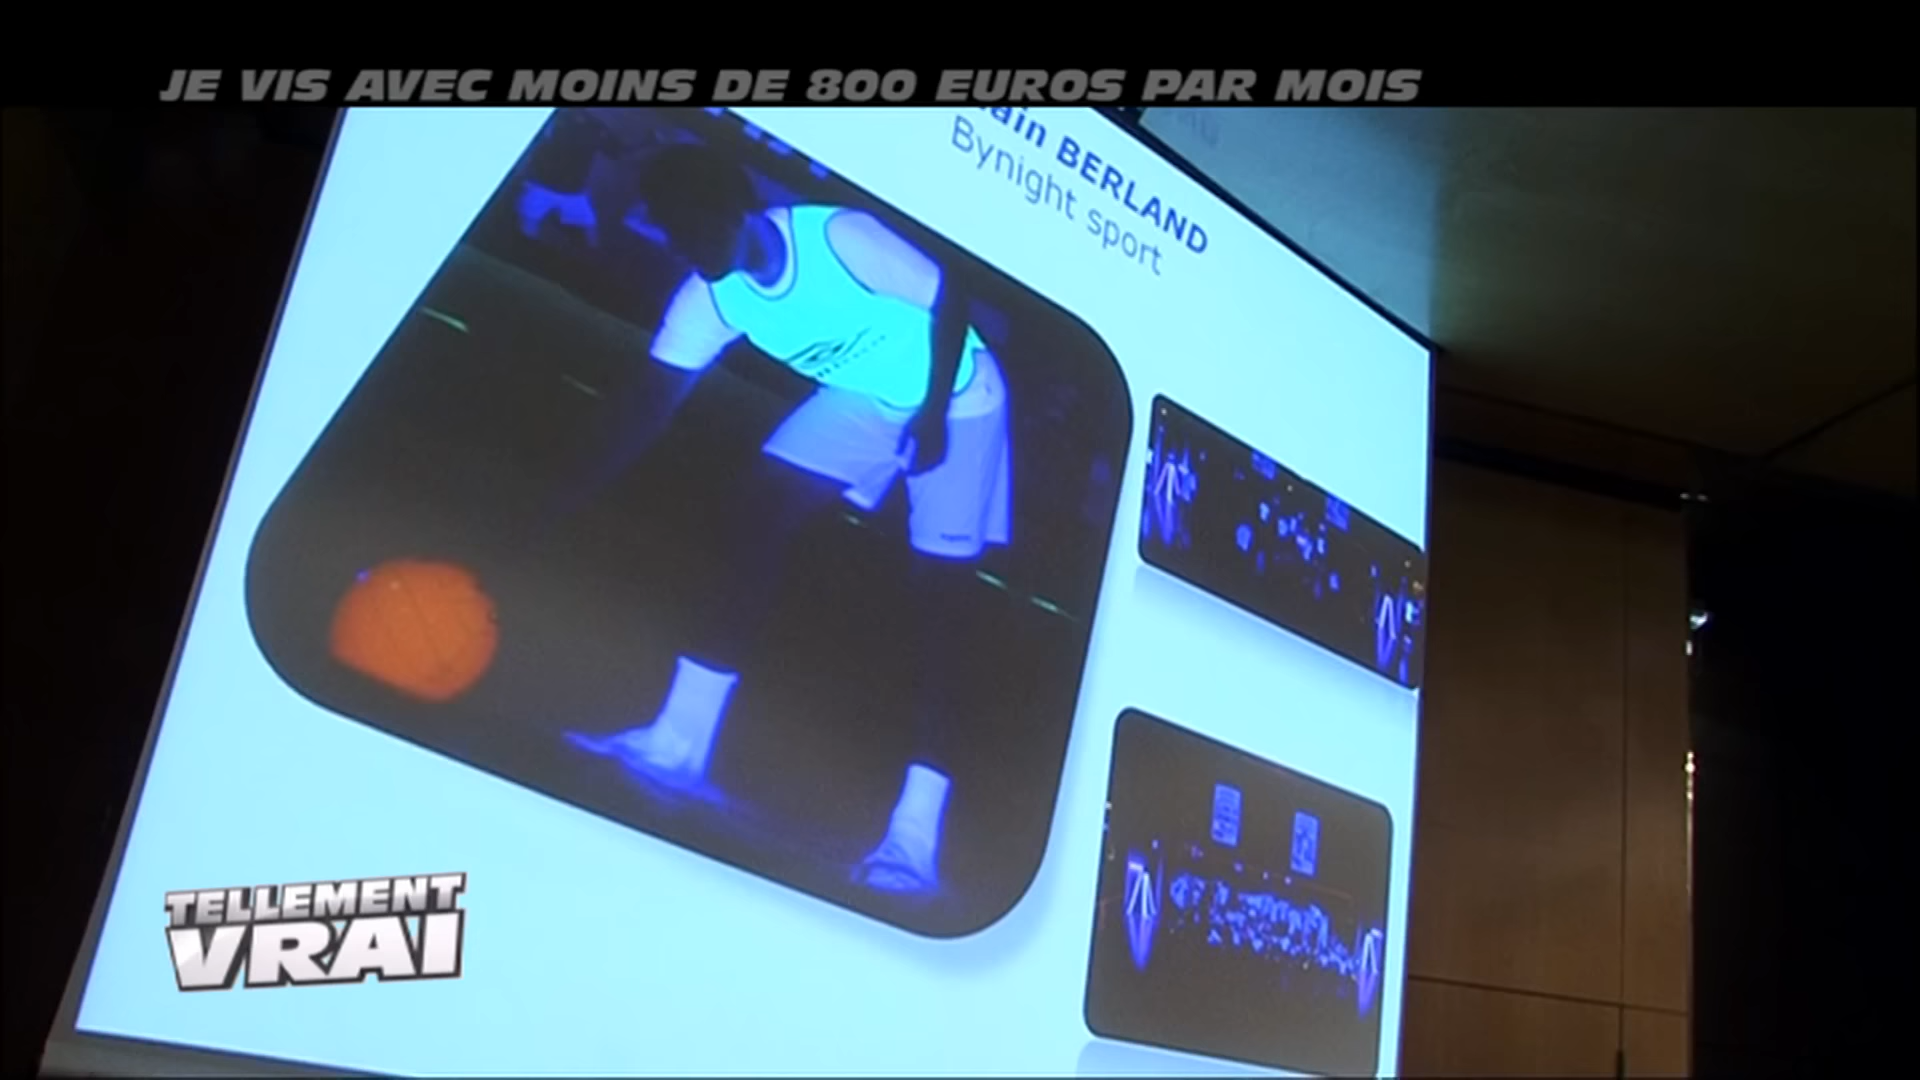 JE VIS AVEC MOINS DE 800 EUROS PAR MOIS
BERLAND
Bynight sport
TELLEMENT
VRAI